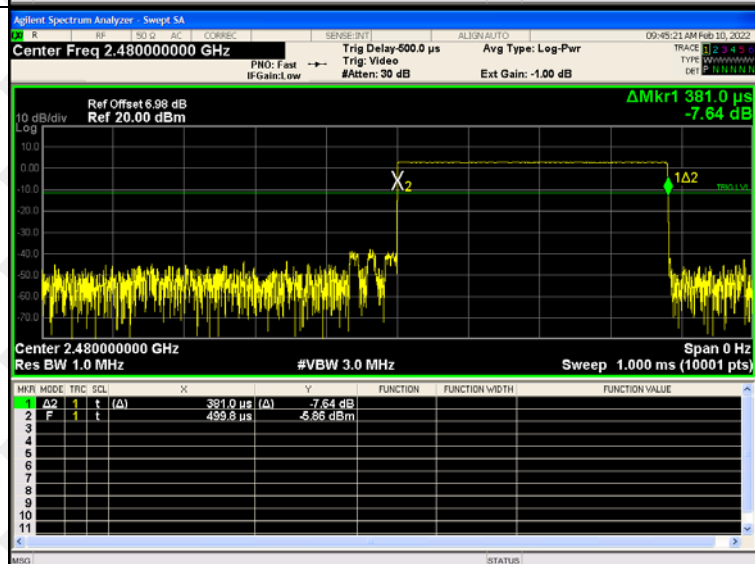 Agilent Spectrum Analyzer - Swept SA
R RF 50 Ω AC CORREC SENSE:INT ALIGN AUTO 09:45:21 AM Feb 10, 2022
Center Freq 2.480000000 GHz
PNO: Fast
IFGain:Low
Trig Delay-500.0 µs
Trig: Video
#Atten: 30 dB
Avg Type: Log-Pwr
Ext Gain: -1.00 dB
TRACE 1 2 3 4 5 6
TYPE WWWWWW
DET P N N N N N
ΔMkr1 381.0 µs
-7.64 dB
Ref Offset 6.98 dB
10 dB/div Ref 20.00 dBm
Log
10.0
0.00
-10.0
-20.0
-30.0
-40.0
-50.0
-60.0
-70.0
X2
1Δ2
TRIG LVL
Center 2.480000000 GHz Span 0 Hz
Res BW 1.0 MHz #VBW 3.0 MHz Sweep 1.000 ms (10001 pts)
MKR MODE TRC SCL X Y FUNCTION FUNCTION WIDTH FUNCTION VALUE
1 Δ2 1 t (Δ) 381.0 µs (Δ) -7.64 dB
2 F 1 t 499.8 µs -5.86 dBm
3
4
5
6
7
8
9
10
11
MSG STATUS